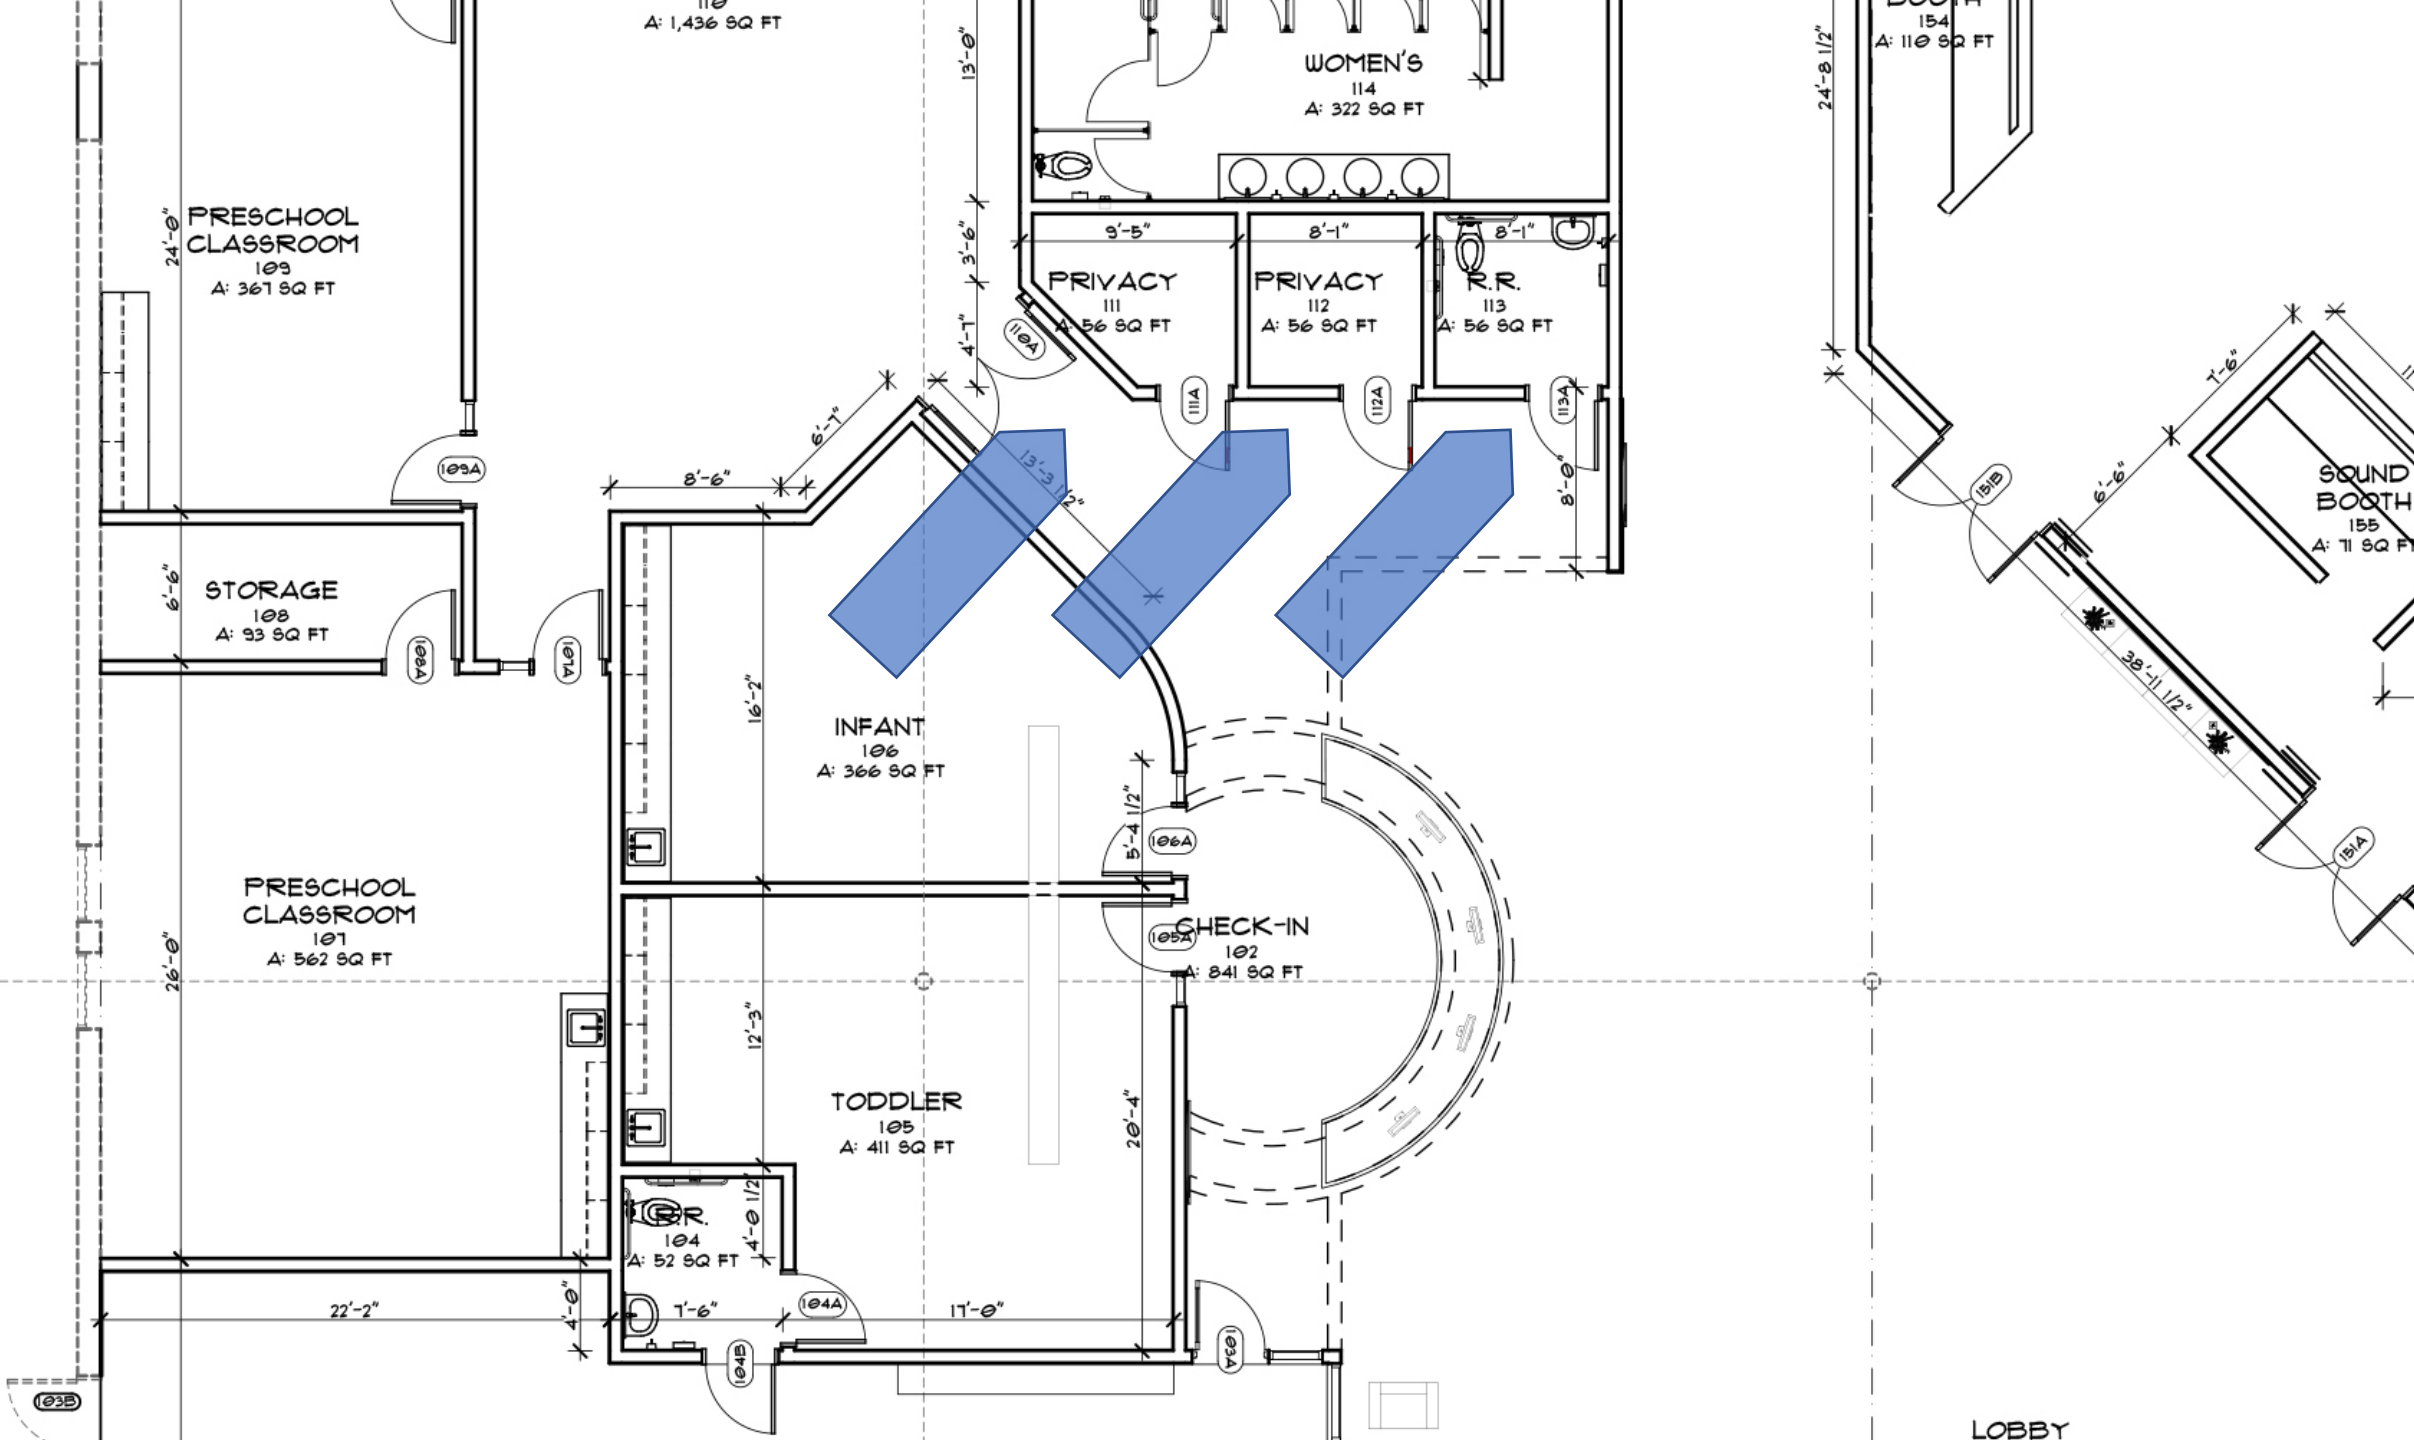 A: 1,436 SQ FT
13'-0"
WOMEN'S
114
A: 322 SQ FT
154
A: 110 SQ FT
24'-8 1/2"
PRESCHOOL
CLASSROOM
109
A: 367 SQ FT
24'-0"
3'-6"
9'-5"
8'-1"
8'-1"
PRIVACY
111
A: 56 SQ FT
PRIVACY
112
A: 56 SQ FT
R.R.
113
A: 56 SQ FT
4'-7"
110A
111A
112A
113A
7'-6"
6'-7"
109A
8'-6"
13'-3 1/2"
8'-0"
151B
6'-6"
SOUND
BOOTH
155
A: 71 SQ FT
6'-6"
STORAGE
108
A: 93 SQ FT
108A
107A
16'-2"
38'-11 1/2"
INFANT
106
A: 366 SQ FT
5'-4 1/2"
106A
151A
PRESCHOOL
CLASSROOM
107
A: 562 SQ FT
26'-0"
105A
CHECK-IN
102
A: 841 SQ FT
12'-3"
TODDLER
105
A: 411 SQ FT
20'-4"
R.R.
104
A: 52 SQ FT
4'-0 1/2"
22'-2"
4'-0"
7'-6"
104A
17'-0"
104B
103A
103B
LOBBY